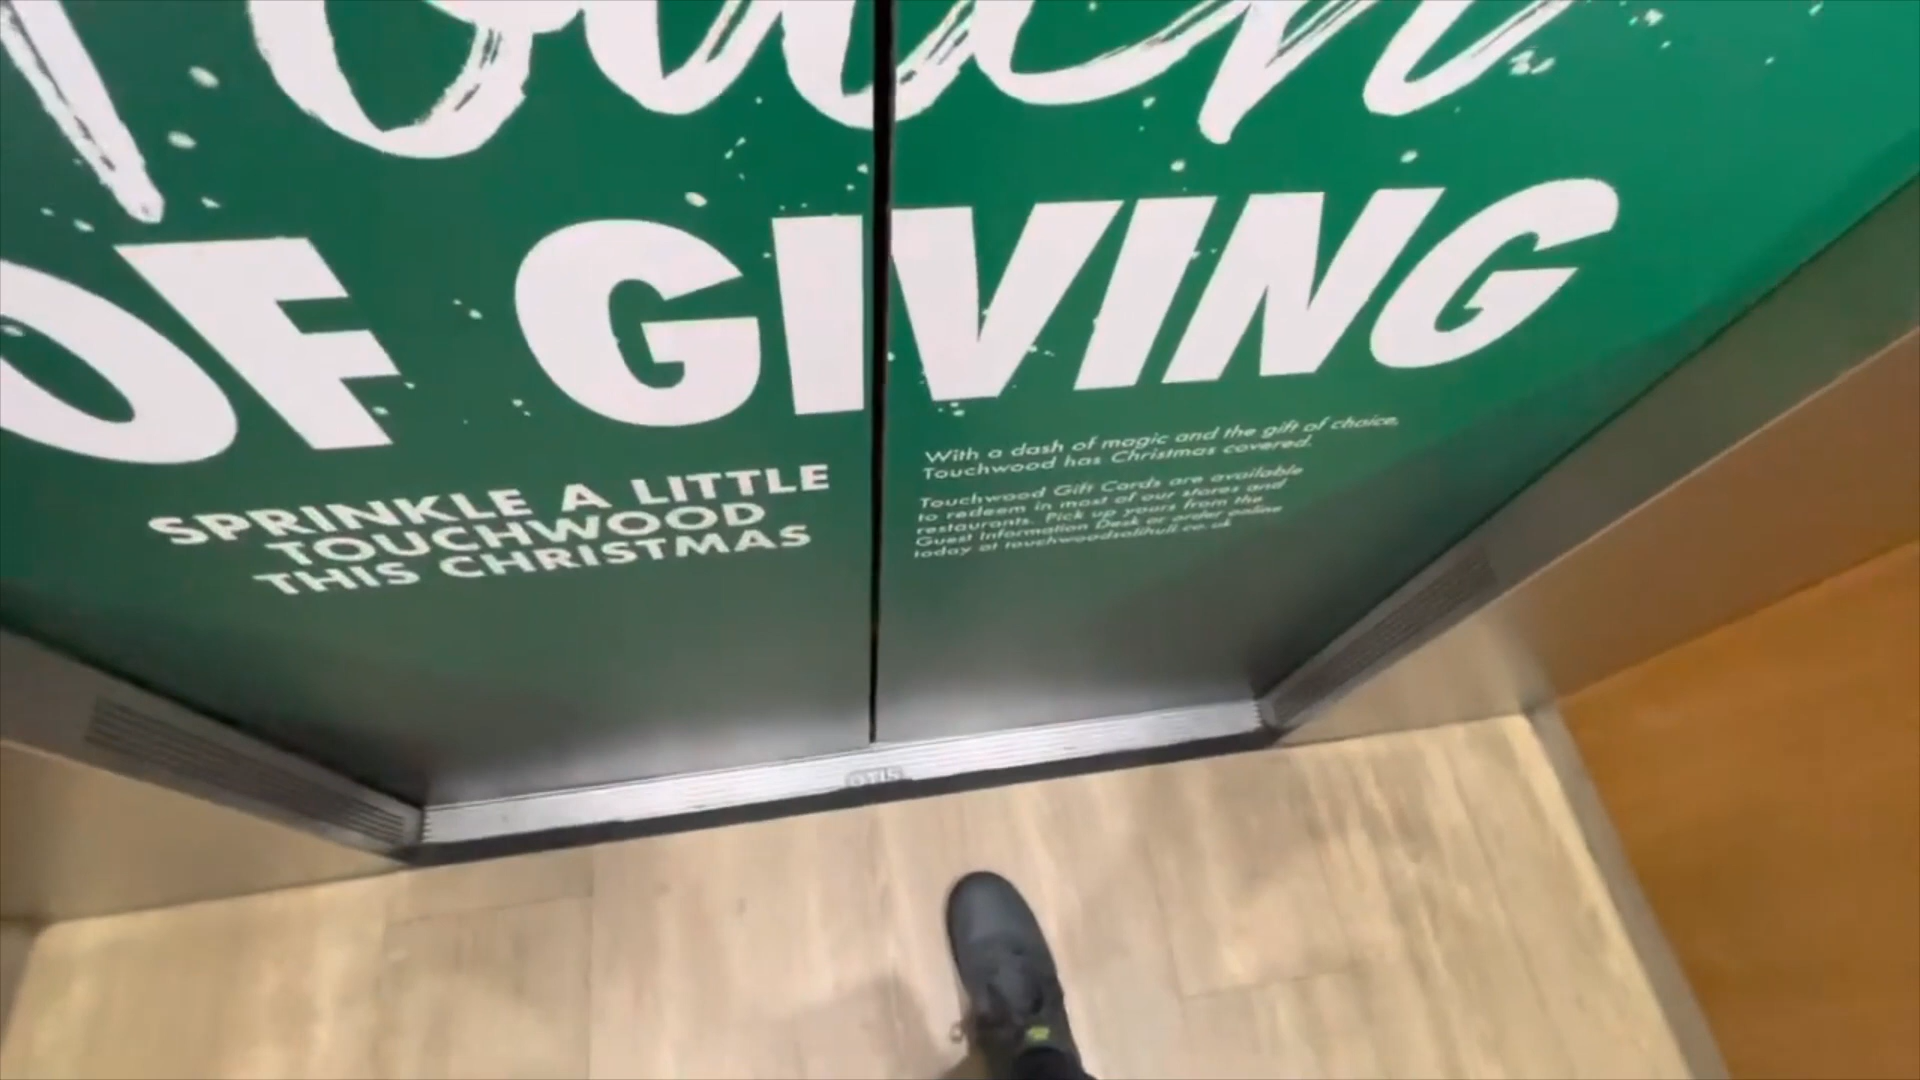 Touch
OF GIVING
SPRINKLE A LITTLE
TOUCHWOOD
THIS CHRISTMAS
With a dash of magic and the gift of choice,
Touchwood has Christmas covered.
Touchwood Gift Cards are available
to redeem in most of our stores and
restaurants. Pick up yours from the
Guest Information Desk or order online
today at touchwoodsolihull.co.uk
OTIS